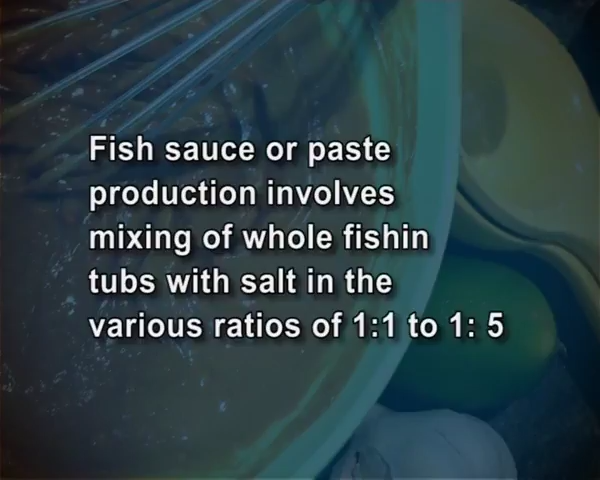 Fish sauce or paste
production involves
mixing of whole fishin
tubs with salt in the
various ratios of 1:1 to 1: 5